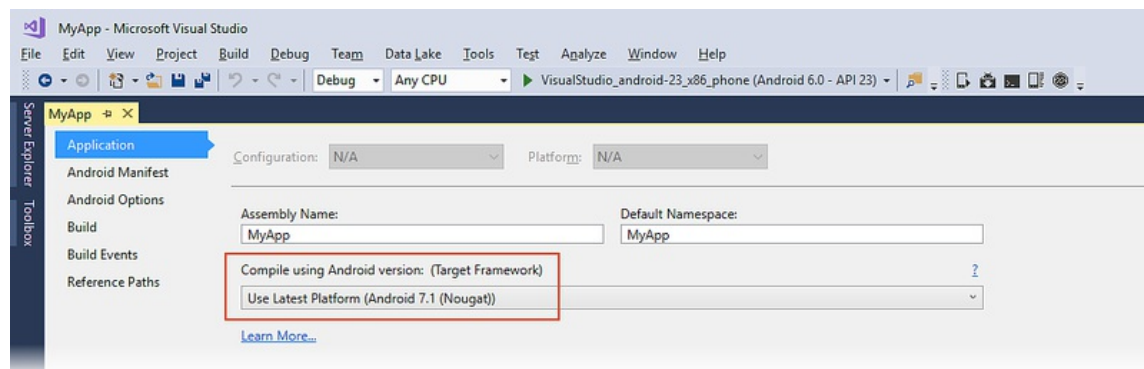 MyApp - Microsoft Visual Studio
File Edit View Project Build Debug Team Data Lake Tools Test Analyze Window Help
Debug Any CPU VisualStudio_android-23_x86_phone (Android 6.0 - API 23)
Server Explorer
Toolbox
MyApp
Application
Android Manifest
Android Options
Build
Build Events
Reference Paths
Configuration: N/A Platform: N/A
Assembly Name: Default Namespace:
MyApp MyApp
Compile using Android version: (Target Framework) ?
Use Latest Platform (Android 7.1 (Nougat))
Learn More...